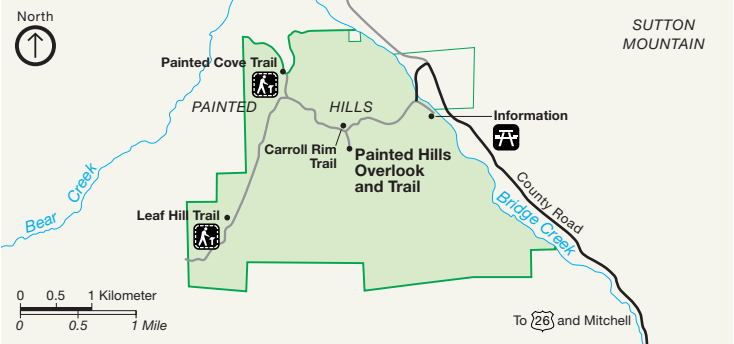 North
SUTTON
MOUNTAIN
Painted Cove Trail
PAINTED HILLS
Information
Carroll Rim
Trail
Painted Hills
Overlook
and Trail
County Road
Bear Creek
Bridge Creek
Leaf Hill Trail
0 0.5 1 Kilometer
0 0.5 1 Mile
To 26 and Mitchell